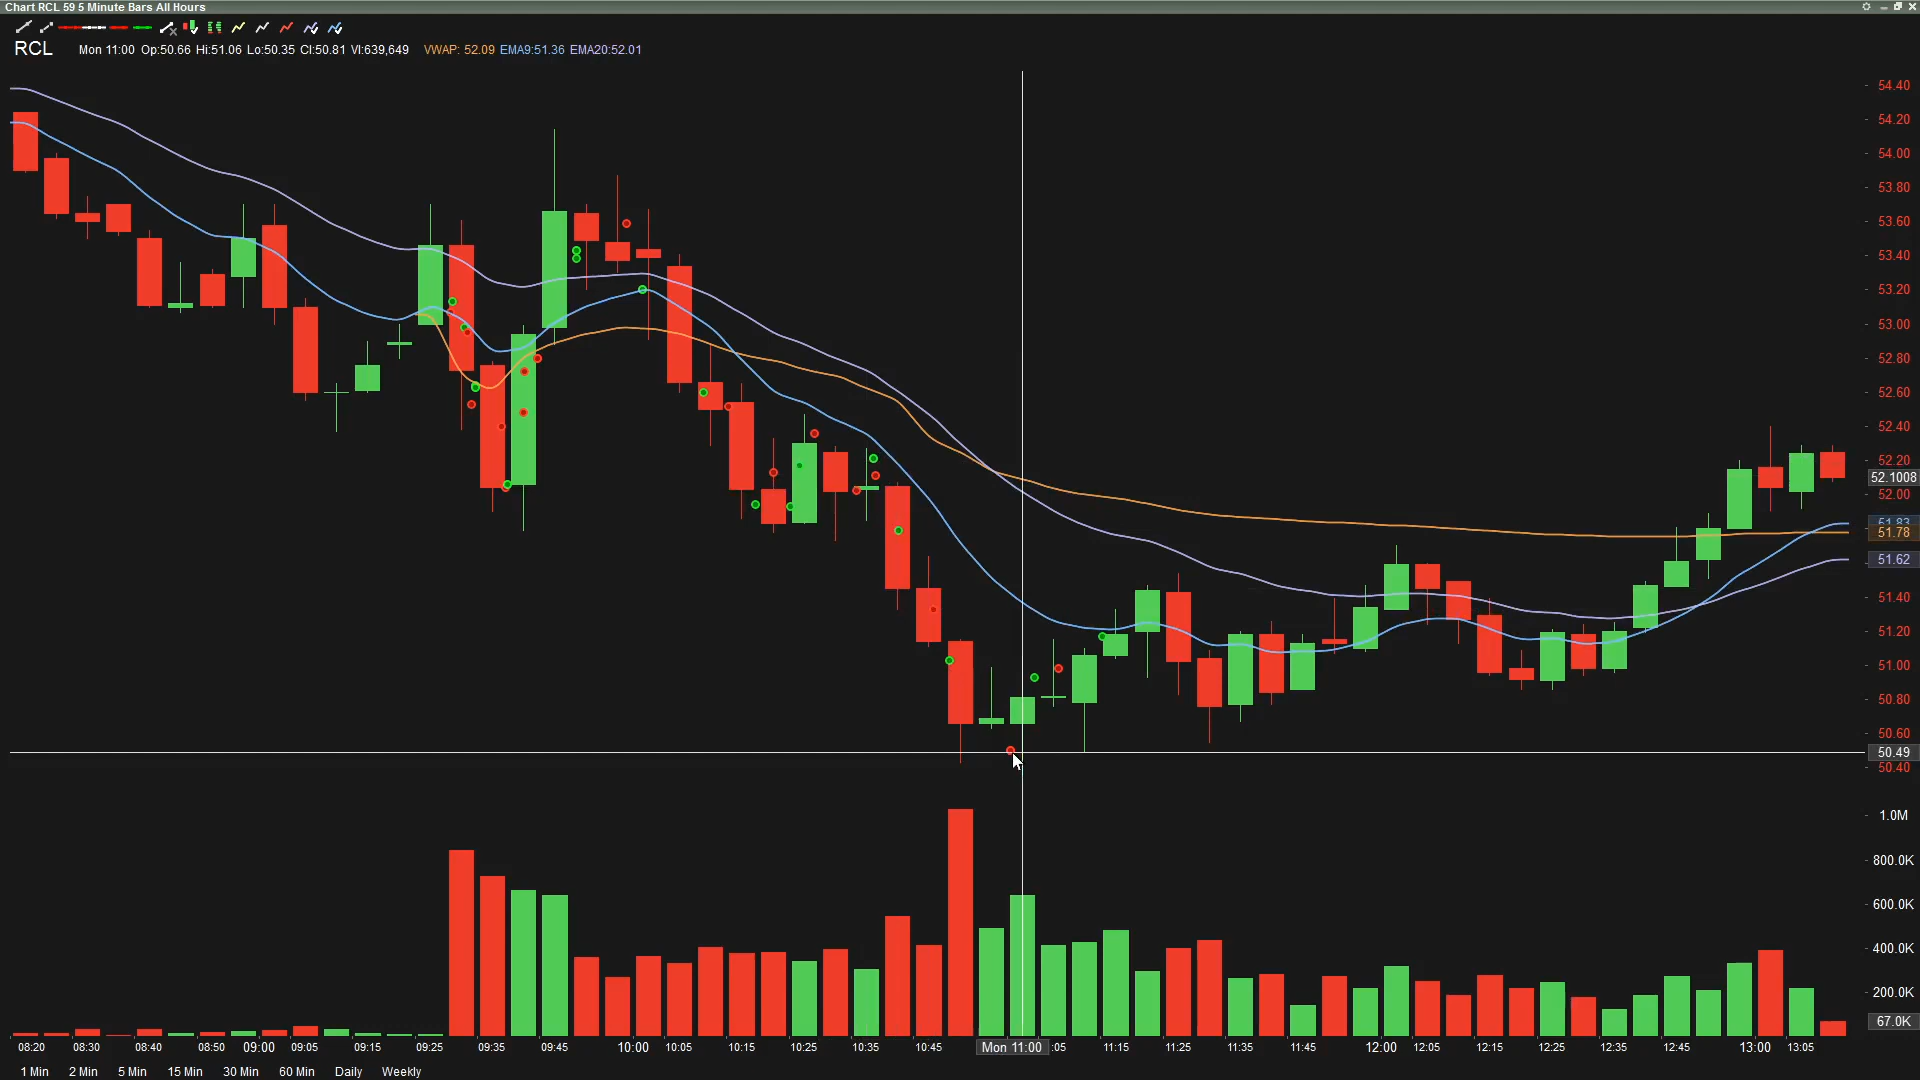 Chart RCL 59 5 Minute Bars All Hours
RCL Mon 11:00 Op:50.66 Hi:51.06 Lo:50.35 Cl:50.81 Vl:639,649 VWAP: 52.09 EMA9:51.36 EMA20:52.01
54.40
54.20
54.00
53.80
53.60
53.40
53.20
53.00
52.80
52.60
52.40
52.20
52.1008
52.00
51.83
51.78
51.62
51.40
51.20
51.00
50.80
50.60
50.49
50.40
1.0M
800.0K
600.0K
400.0K
200.0K
67.0K
08:20 08:30 08:40 08:50 09:00 09:05 09:15 09:25 09:35 09:45 10:00 10:05 10:15 10:25 10:35 10:45 Mon 11:00 :05 11:15 11:25 11:35 11:45 12:00 12:05 12:15 12:25 12:35 12:45 13:00 13:05
1 Min 2 Min 5 Min 15 Min 30 Min 60 Min Daily Weekly